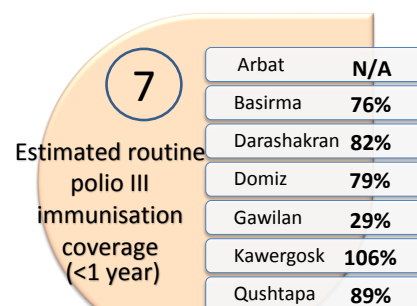 7
Estimated routine
polio III
immunisation
coverage
(<1 year)
Arbat N/A
Basirma 76%
Darashakran 82%
Domiz 79%
Gawilan 29%
Kawergosk 106%
Qushtapa 89%